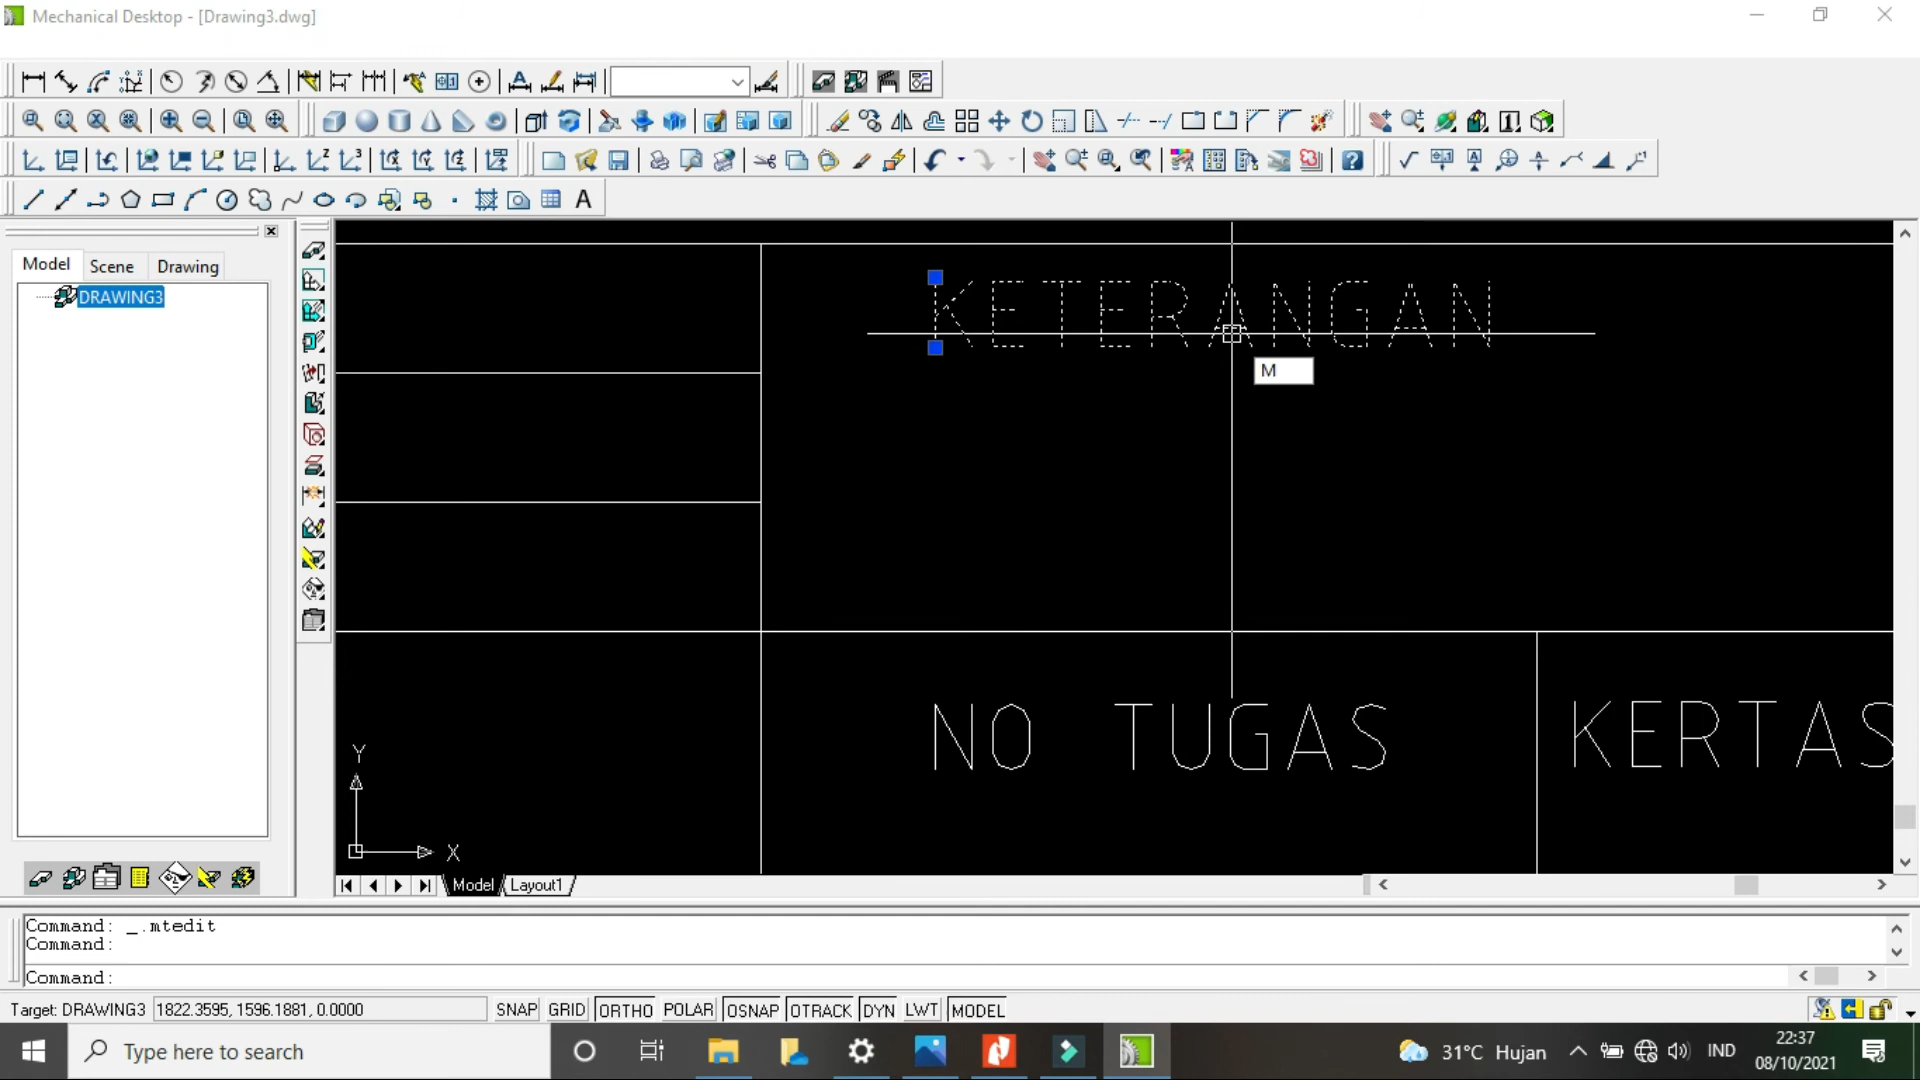 Mechanical Desktop - [Drawing3.dwg]
Model
Scene
Drawing
DRAWING3
KETERANGAN
M
NO TUGAS
KERTAS
Y
X
Model
Layout1
Command: _.mtedit
Command:
Command:
Target: DRAWING3
1822.3595, 1596.1881, 0.0000
SNAP
GRID
ORTHO
POLAR
OSNAP
OTRACK
DYN
LWT
MODEL
Type here to search
31°C Hujan
IND
22:37
08/10/2021